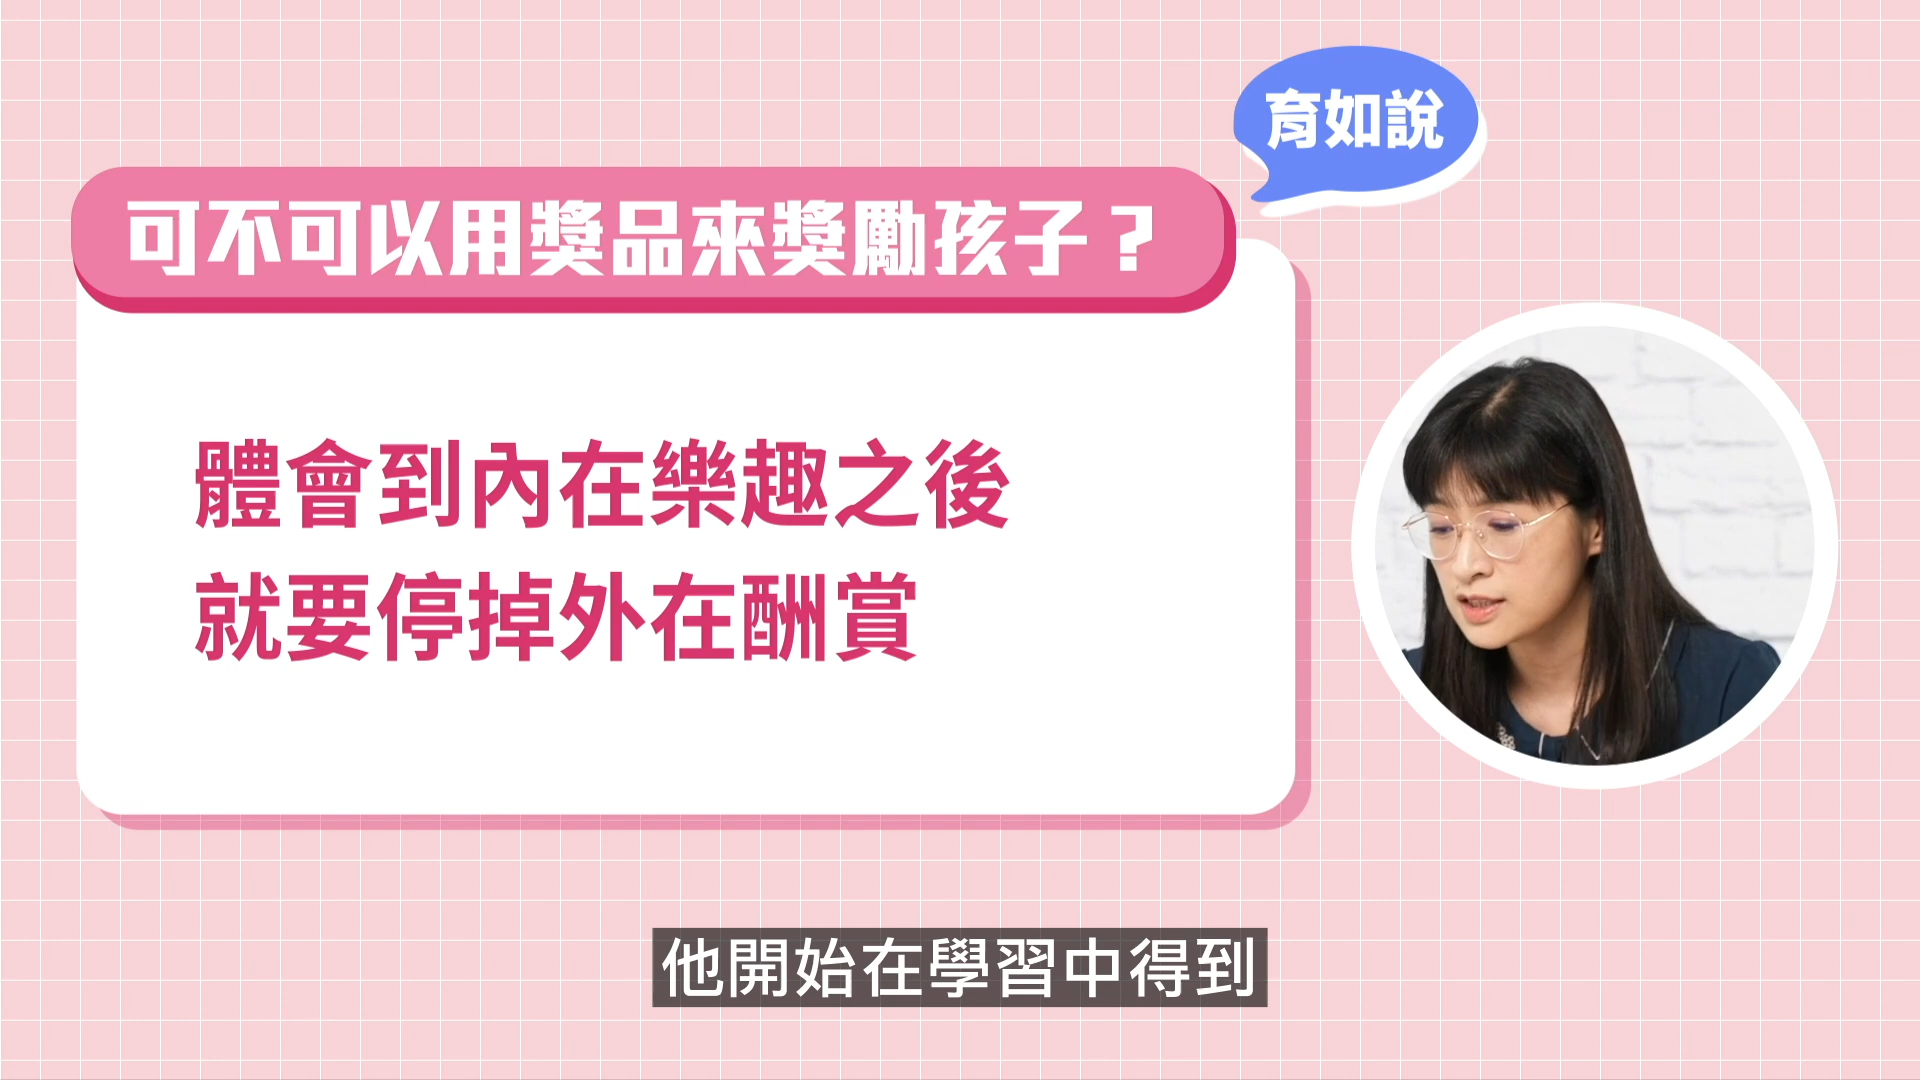 育如說
可不可以用獎品來獎勵孩子？
體會到內在樂趣之後
就要停掉外在酬賞
他開始在學習中得到